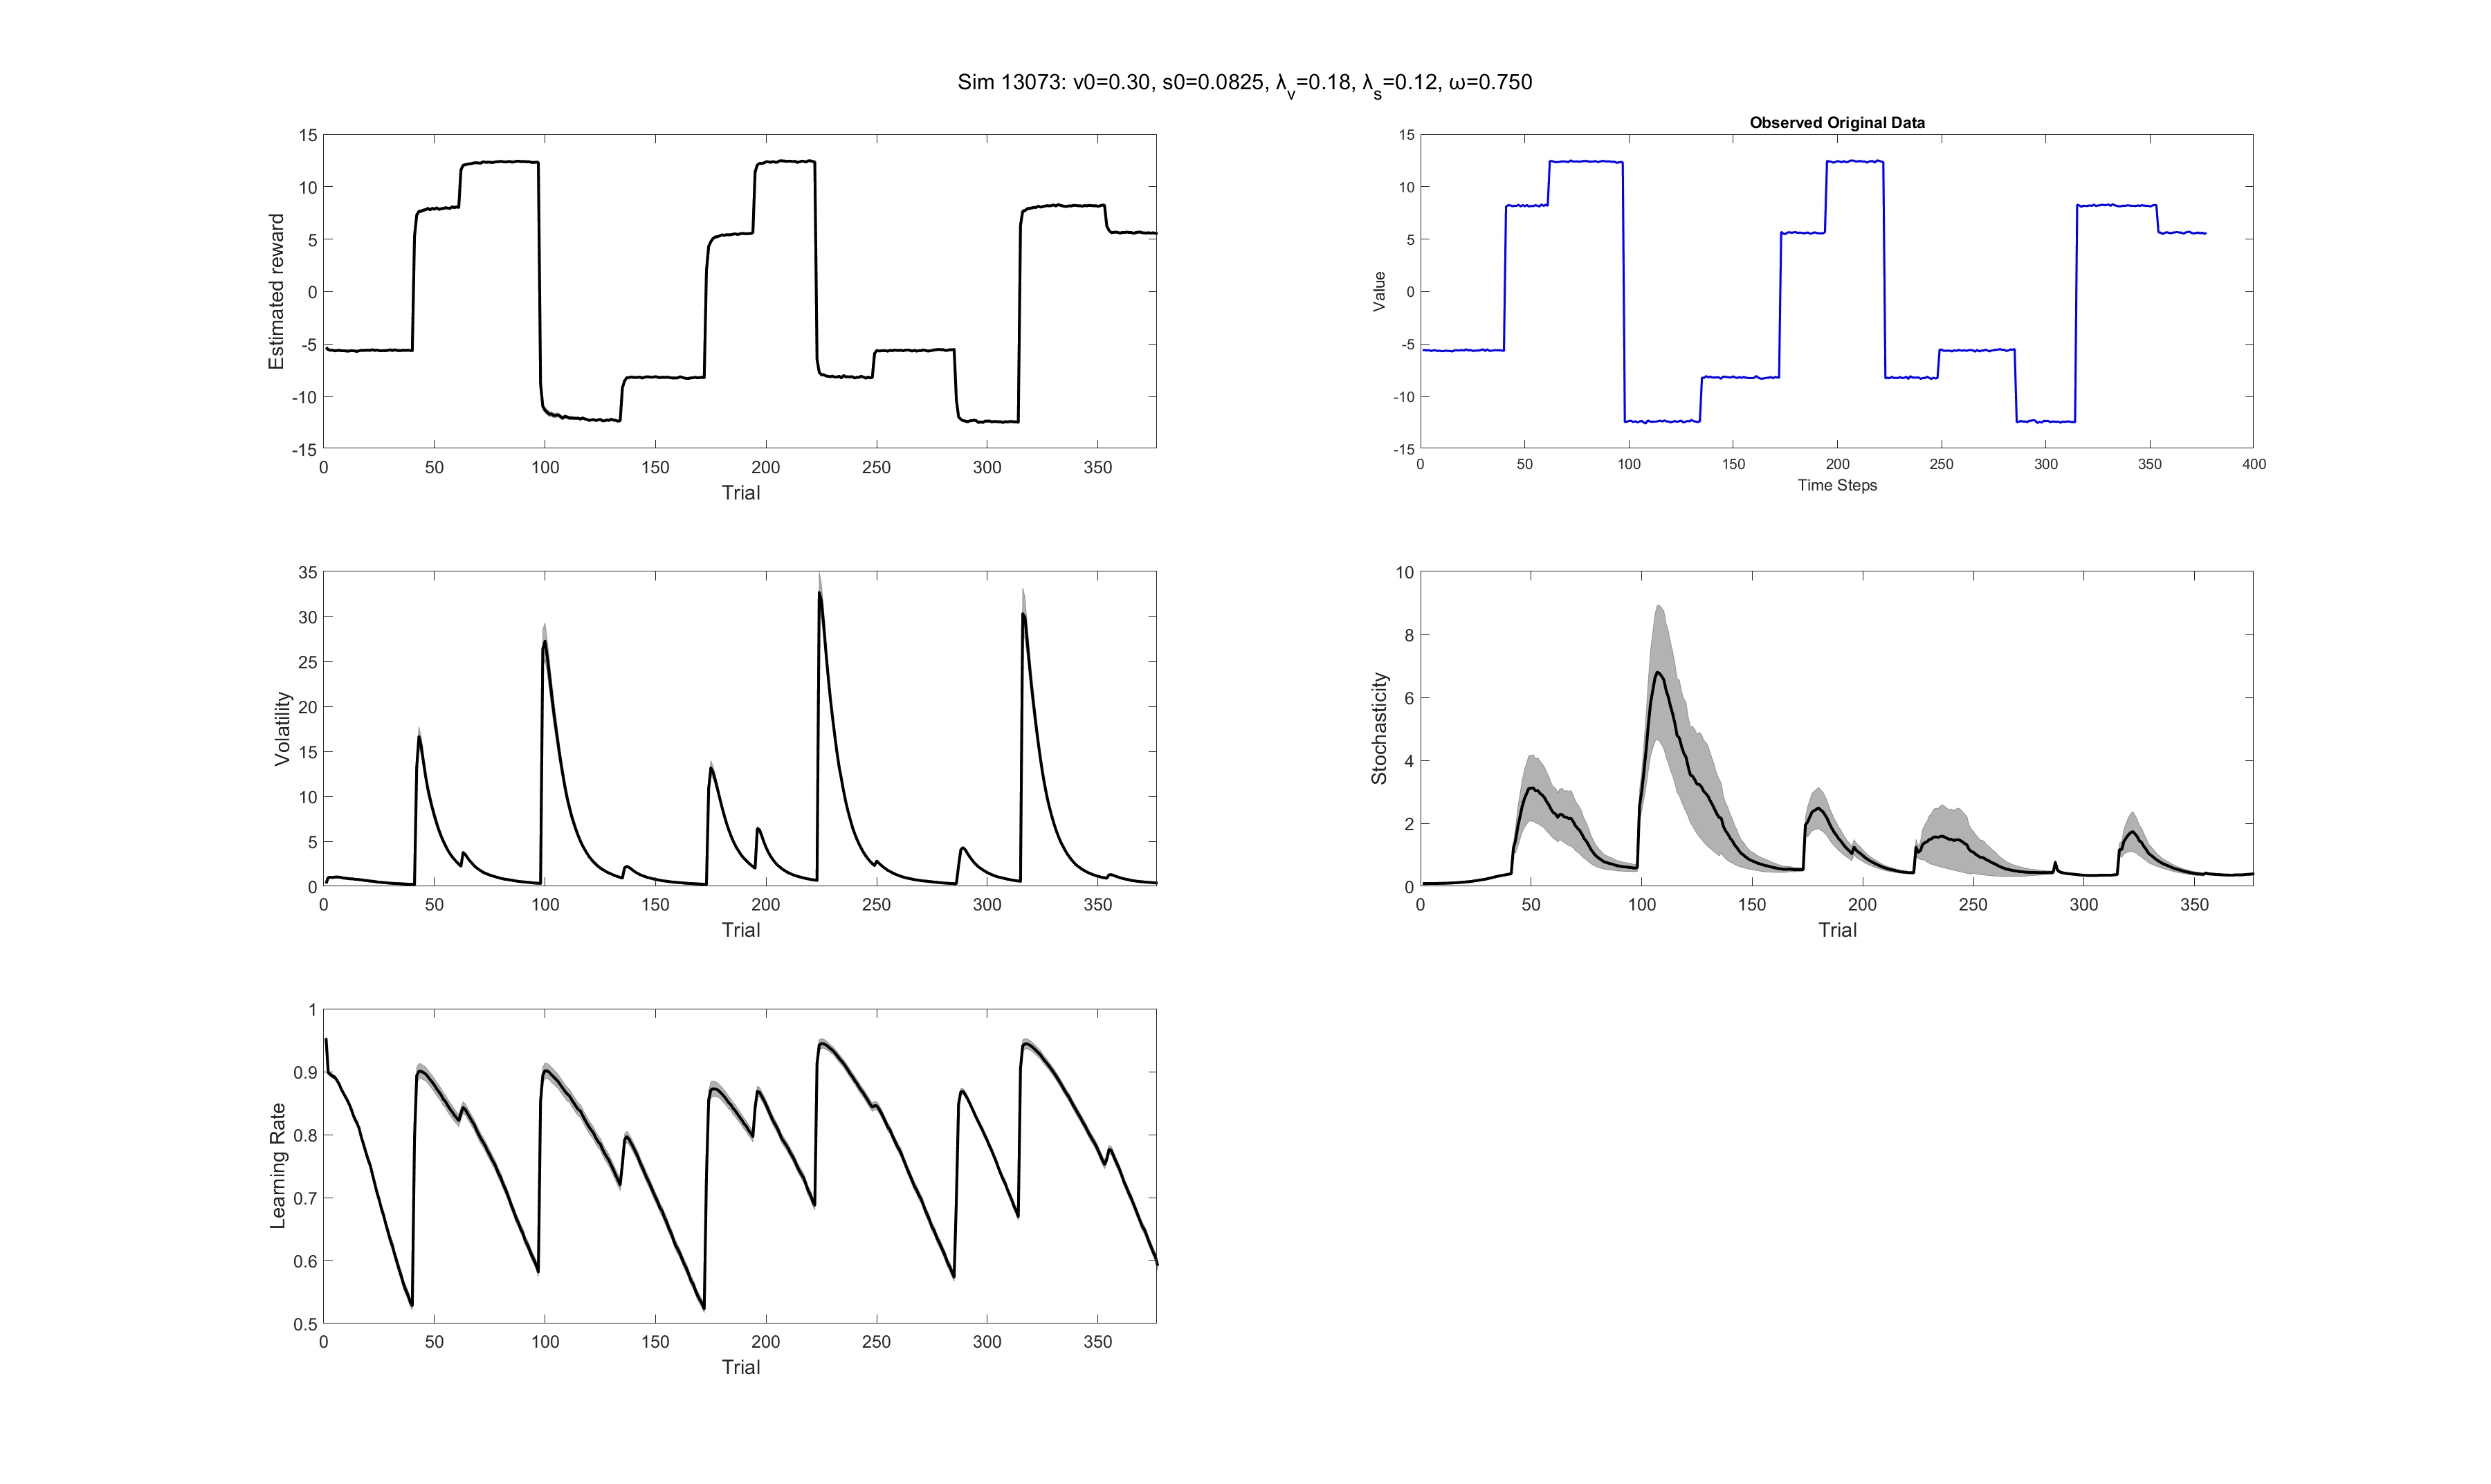 Sim 13073: v0=0.30, s0=0.0825, λv=0.18, λs=0.12, ω=0.750
15
10
5
0
-5
-10
-15
Estimated reward
0 50 100 150 200 250 300 350
Trial
Observed Original Data
15
10
5
0
-5
-10
-15
Value
0 50 100 150 200 250 300 350 400
Time Steps
35
30
25
20
15
10
5
0
Volatility
0 50 100 150 200 250 300 350
Trial
10
8
6
4
2
0
Stochasticity
0 50 100 150 200 250 300 350
Trial
1
0.9
0.8
0.7
0.6
0.5
Learning Rate
0 50 100 150 200 250 300 350
Trial